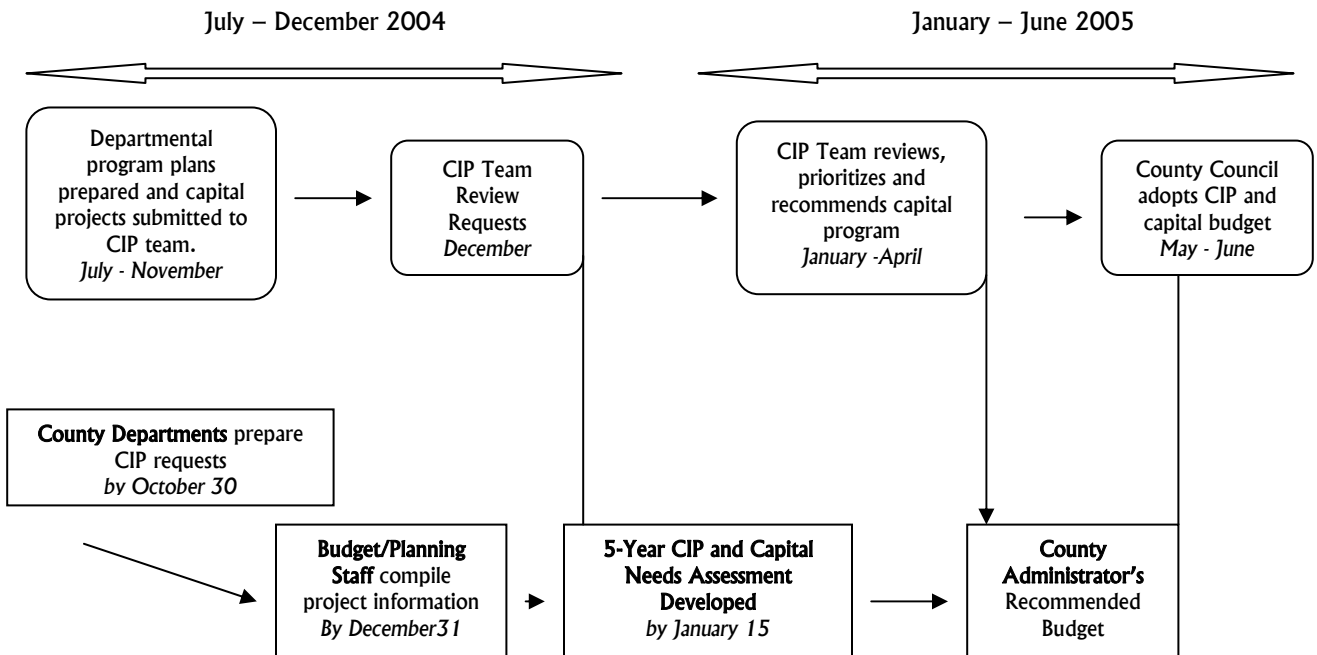 July – December 2004
January – June 2005
Departmental
program plans
prepared and capital
projects submitted to
CIP team.
July - November
CIP Team
Review
Requests
December
CIP Team reviews,
prioritizes and
recommends capital
program
January -April
County Council
adopts CIP and
capital budget
May - June
County Departments prepare
CIP requests
by October 30
Budget/Planning
Staff compile
project information
By December31
5-Year CIP and Capital
Needs Assessment
Developed
by January 15
County
Administrator's
Recommended
Budget